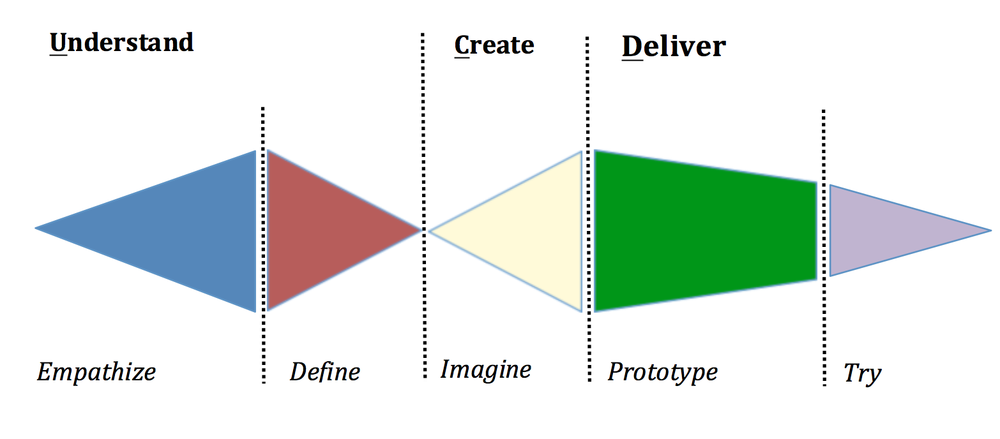 Understand
Create
Deliver
Empathize
Define
Imagine
Prototype
Try